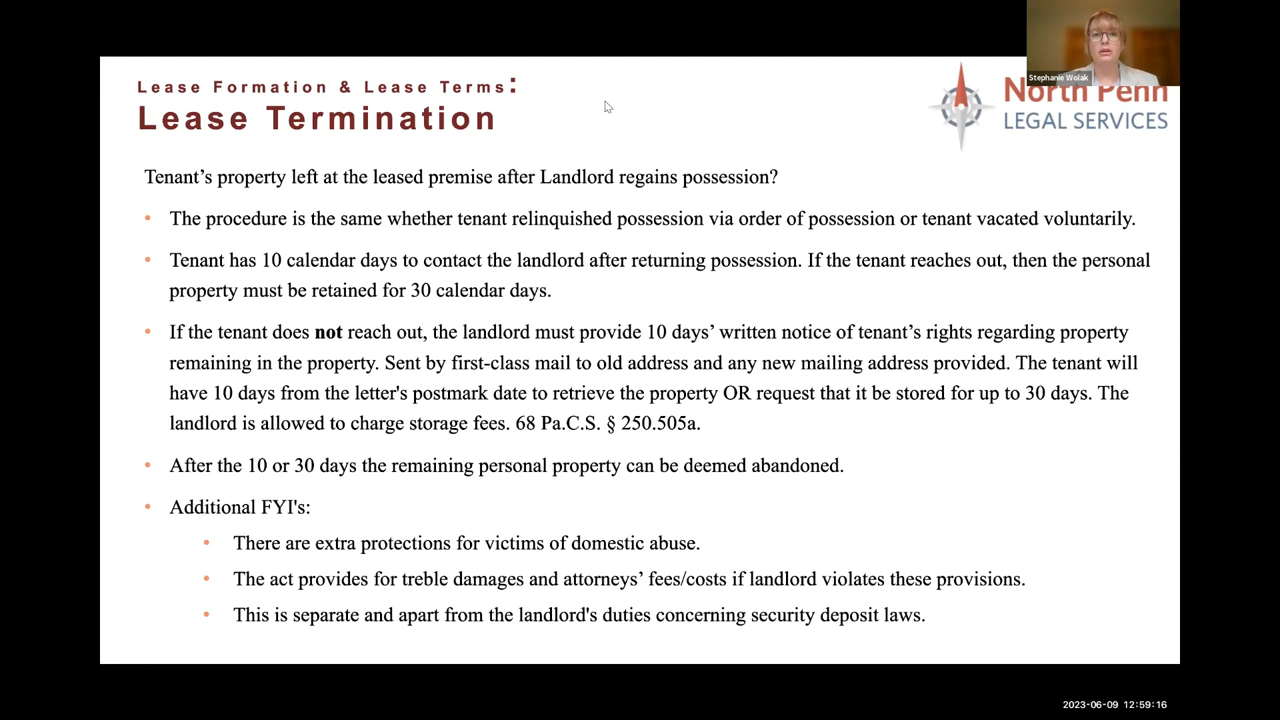 Stephanie Wolak
Lease Formation & Lease Terms:
Lease Termination
North Penn
LEGAL SERVICES
Tenant’s property left at the leased premise after Landlord regains possession?
• The procedure is the same whether tenant relinquished possession via order of possession or tenant vacated voluntarily.
• Tenant has 10 calendar days to contact the landlord after returning possession. If the tenant reaches out, then the personal
property must be retained for 30 calendar days.
• If the tenant does not reach out, the landlord must provide 10 days’ written notice of tenant’s rights regarding property
remaining in the property. Sent by first-class mail to old address and any new mailing address provided. The tenant will
have 10 days from the letter's postmark date to retrieve the property OR request that it be stored for up to 30 days. The
landlord is allowed to charge storage fees. 68 Pa.C.S. § 250.505a.
• After the 10 or 30 days the remaining personal property can be deemed abandoned.
• Additional FYI's:
• There are extra protections for victims of domestic abuse.
• The act provides for treble damages and attorneys’ fees/costs if landlord violates these provisions.
• This is separate and apart from the landlord's duties concerning security deposit laws.
2023-06-09 12:59:16